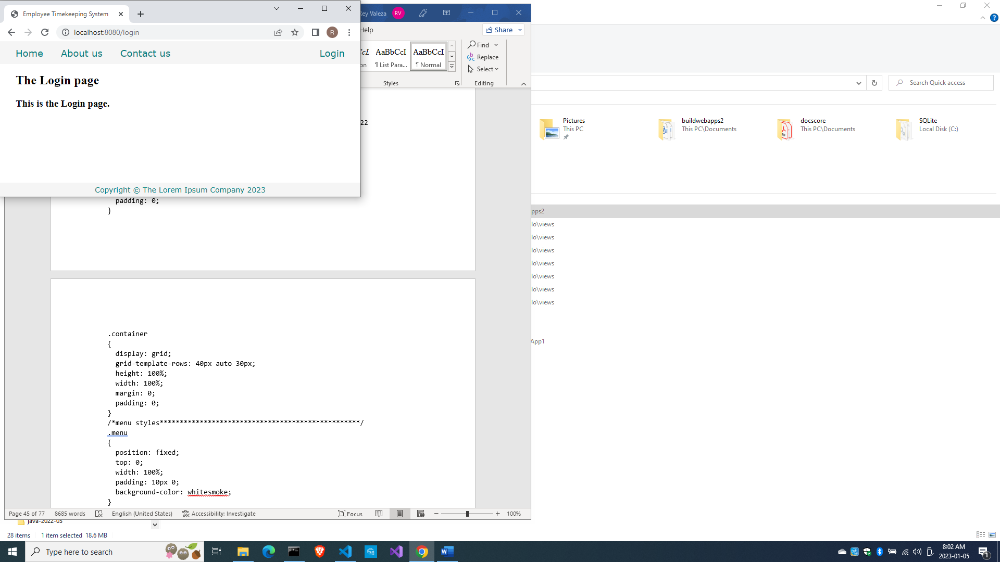 Employee Timekeeping System
localhost:8080/login
R
Home About us Contact us Login
The Login page
This is the Login page.
Copyright © The Lorem Ipsum Company 2023
Rey Valeza RV
Help
Share
AaBbCcI AaBbCcI
¶ List Para... ¶ Normal
Styles
Find
Replace
Select
Editing
22
padding: 0;
}
.container
{
display: grid;
grid-template-rows: 40px auto 30px;
height: 100%;
width: 100%;
margin: 0;
padding: 0;
}
/*menu styles**************************************************/
.menu
{
position: fixed;
top: 0;
width: 100%;
padding: 10px 0;
background-color: whitesmoke;
}
Page 45 of 77 8685 words English (United States) Accessibility: Investigate Focus 100%
Search Quick access
Pictures
This PC
buildwebapps2
This PC\Documents
docscore
This PC\Documents
SQLite
Local Disk (C:)
pps2
lo\views
lo\views
lo\views
lo\views
lo\views
lo\views
lo\views
App1
java-2022-03
28 items 1 item selected 18.6 MB
Type here to search
8:02 AM
2023-01-05
1